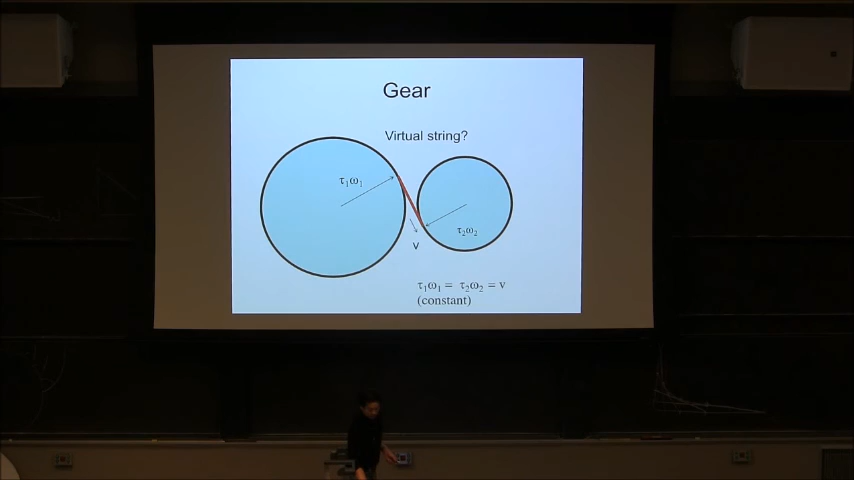 Gear
Virtual string?
τ₁ω₁
τ₂ω₂
v
τ₁ω₁ = τ₂ω₂ = v
(constant)